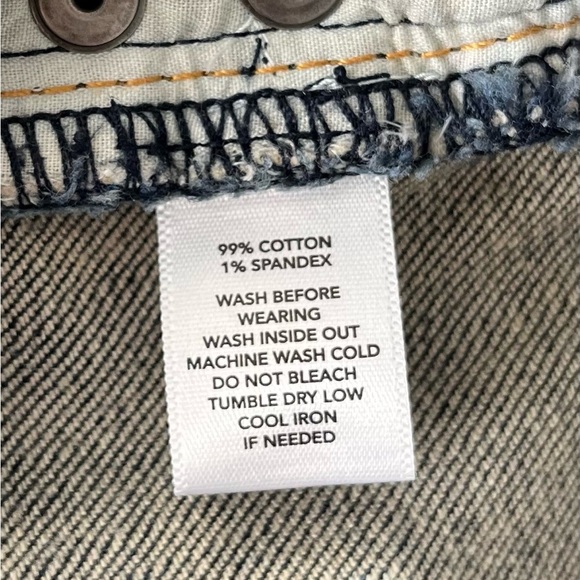 99% COTTON
1% SPANDEX
WASH BEFORE
WEARING
WASH INSIDE OUT
MACHINE WASH COLD
DO NOT BLEACH
TUMBLE DRY LOW
COOL IRON
IF NEEDED